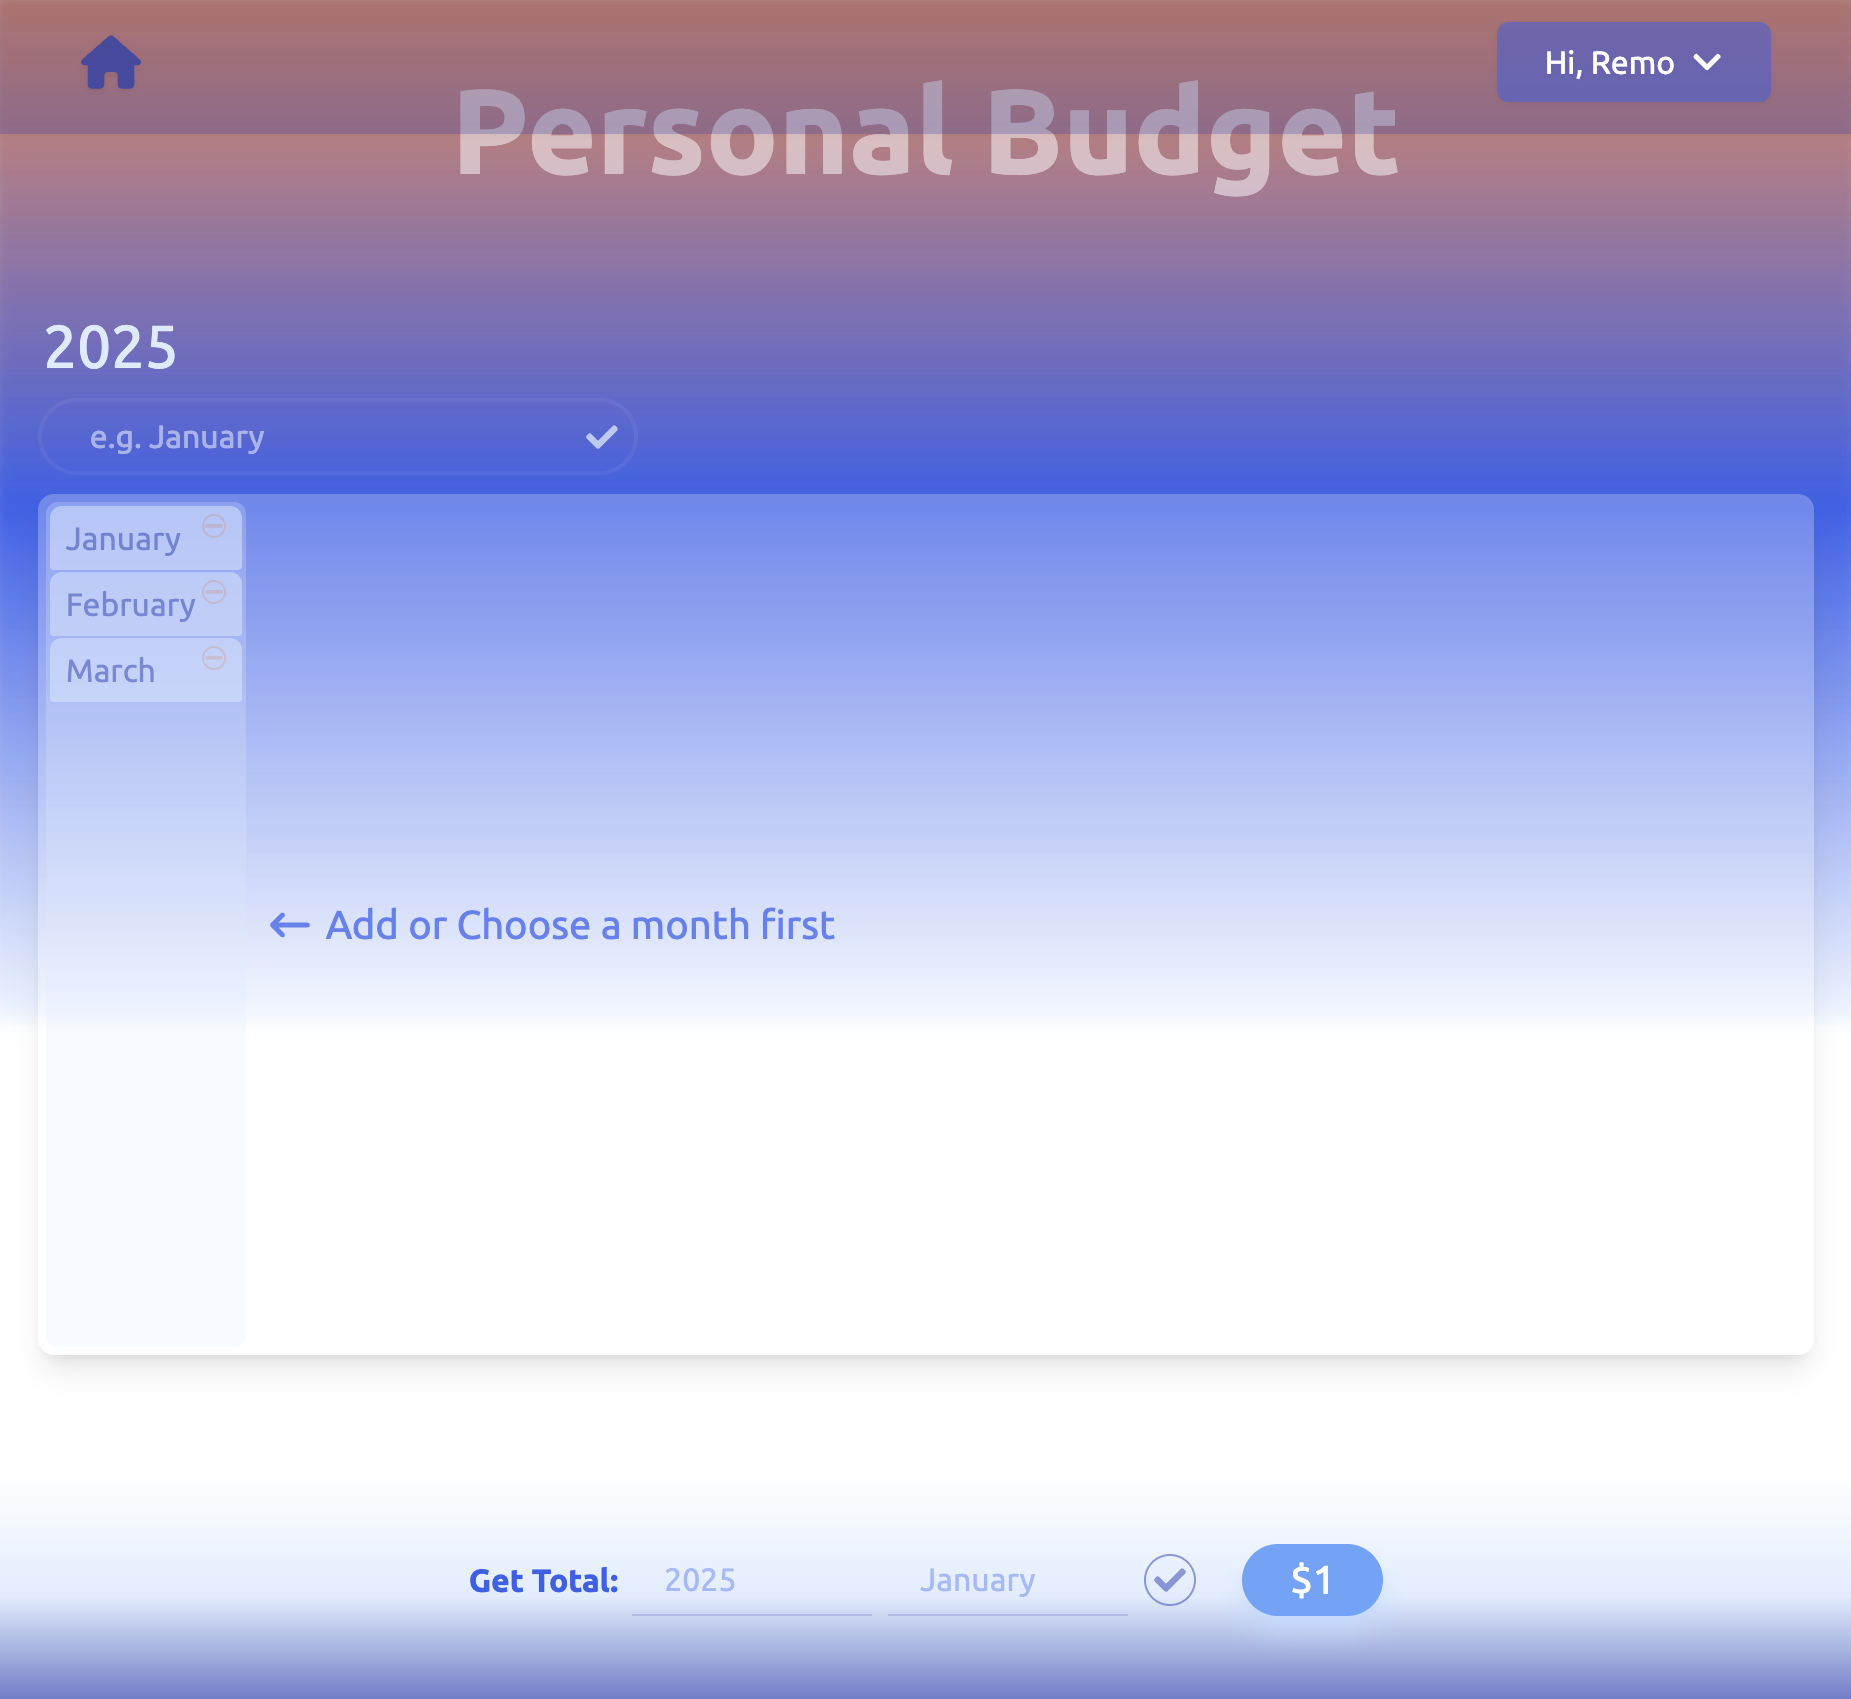 Hi, Remo
Personal Budget
2025
e.g. January
January
February
March
← Add or Choose a month first
Get Total: 2025 January $1